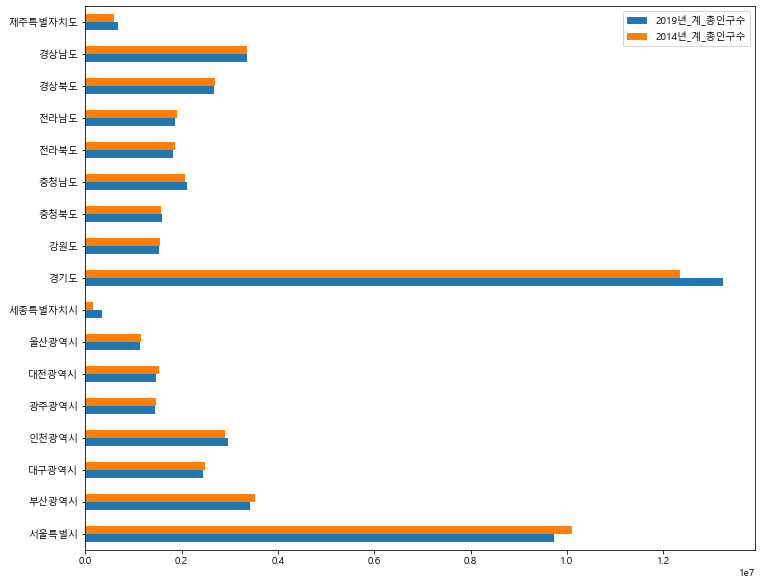 2019년_계_총인구수
2014년_계_총인구수
제주특별자치도
경상남도
경상북도
전라남도
전라북도
충청남도
충청북도
강원도
경기도
세종특별자치시
울산광역시
대전광역시
광주광역시
인천광역시
대구광역시
부산광역시
서울특별시
0.0 0.2 0.4 0.6 0.8 1.0 1.2
1e7